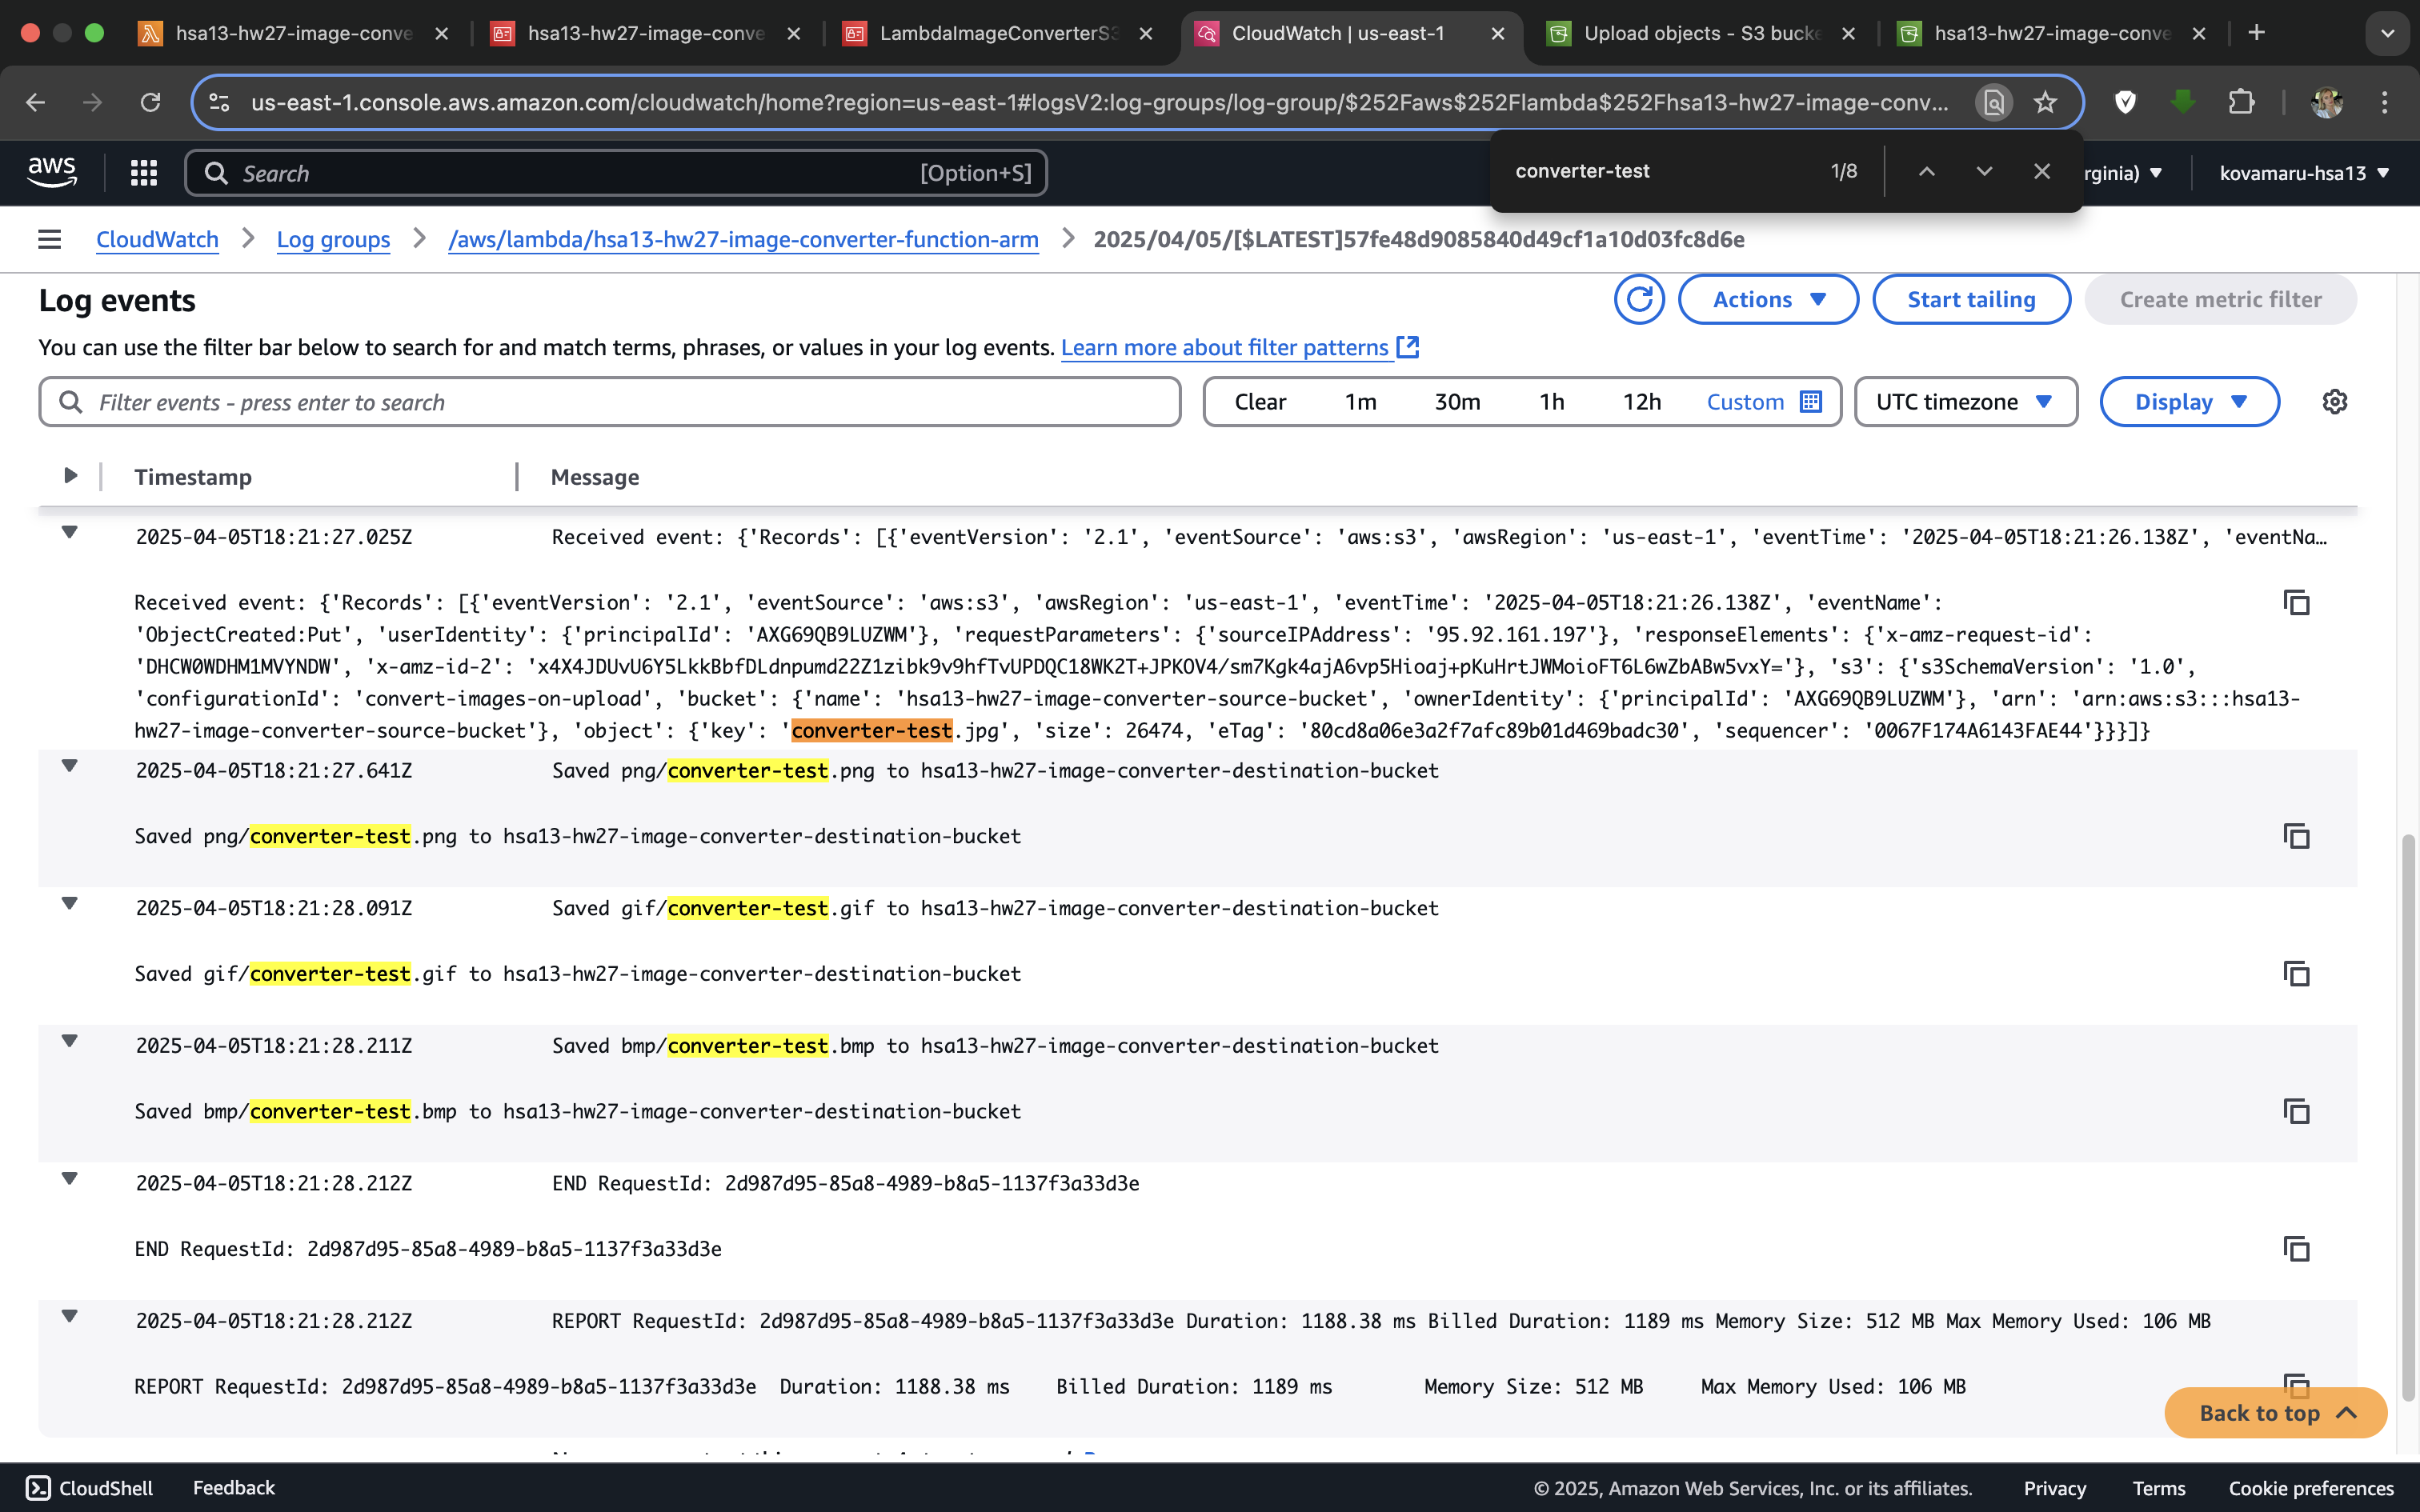 hsa13-hw27-image-conve
hsa13-hw27-image-conve
LambdaImageConverterS3
CloudWatch | us-east-1
Upload objects - S3 bucke
hsa13-hw27-image-conve
us-east-1.console.aws.amazon.com/cloudwatch/home?region=us-east-1#logsV2:log-groups/log-group/$252Faws$252Flambda$252Fhsa13-hw27-image-conv...
converter-test 1/8
aws
Search [Option+S]
rginia) kovamaru-hsa13
CloudWatch Log groups /aws/lambda/hsa13-hw27-image-converter-function-arm 2025/04/05/[$LATEST]57fe48d9085840d49cf1a10d03fc8d6e
Log events
Actions Start tailing Create metric filter
You can use the filter bar below to search for and match terms, phrases, or values in your log events. Learn more about filter patterns
Filter events - press enter to search Clear 1m 30m 1h 12h Custom UTC timezone Display
Timestamp Message
2025-04-05T18:21:27.025Z Received event: {'Records': [{'eventVersion': '2.1', 'eventSource': 'aws:s3', 'awsRegion': 'us-east-1', 'eventTime': '2025-04-05T18:21:26.138Z', 'eventNa…
Received event: {'Records': [{'eventVersion': '2.1', 'eventSource': 'aws:s3', 'awsRegion': 'us-east-1', 'eventTime': '2025-04-05T18:21:26.138Z', 'eventName':
'ObjectCreated:Put', 'userIdentity': {'principalId': 'AXG69QB9LUZWM'}, 'requestParameters': {'sourceIPAddress': '95.92.161.197'}, 'responseElements': {'x-amz-request-id':
'DHCW0WDHM1MVYNDW', 'x-amz-id-2': 'x4X4JDUvU6Y5LkkBbfDLdnpumd22Z1zibk9v9hfTvUPDQC18WK2T+JPKOV4/sm7Kgk4ajA6vp5Hioaj+pKuHrtJWMoioFT6L6wZbABw5vxY='}, 's3': {'s3SchemaVersion': '1.0',
'configurationId': 'convert-images-on-upload', 'bucket': {'name': 'hsa13-hw27-image-converter-source-bucket', 'ownerIdentity': {'principalId': 'AXG69QB9LUZWM'}, 'arn': 'arn:aws:s3:::hsa13-
hw27-image-converter-source-bucket'}, 'object': {'key': 'converter-test.jpg', 'size': 26474, 'eTag': '80cd8a06e3a2f7afc89b01d469badc30', 'sequencer': '0067F174A6143FAE44'}}}]}
2025-04-05T18:21:27.641Z Saved png/converter-test.png to hsa13-hw27-image-converter-destination-bucket
Saved png/converter-test.png to hsa13-hw27-image-converter-destination-bucket
2025-04-05T18:21:28.091Z Saved gif/converter-test.gif to hsa13-hw27-image-converter-destination-bucket
Saved gif/converter-test.gif to hsa13-hw27-image-converter-destination-bucket
2025-04-05T18:21:28.211Z Saved bmp/converter-test.bmp to hsa13-hw27-image-converter-destination-bucket
Saved bmp/converter-test.bmp to hsa13-hw27-image-converter-destination-bucket
2025-04-05T18:21:28.212Z END RequestId: 2d987d95-85a8-4989-b8a5-1137f3a33d3e
END RequestId: 2d987d95-85a8-4989-b8a5-1137f3a33d3e
2025-04-05T18:21:28.212Z REPORT RequestId: 2d987d95-85a8-4989-b8a5-1137f3a33d3e Duration: 1188.38 ms Billed Duration: 1189 ms Memory Size: 512 MB Max Memory Used: 106 MB
REPORT RequestId: 2d987d95-85a8-4989-b8a5-1137f3a33d3e Duration: 1188.38 ms Billed Duration: 1189 ms Memory Size: 512 MB Max Memory Used: 106 MB
Back to top
CloudShell Feedback © 2025, Amazon Web Services, Inc. or its affiliates. Privacy Terms Cookie preferences